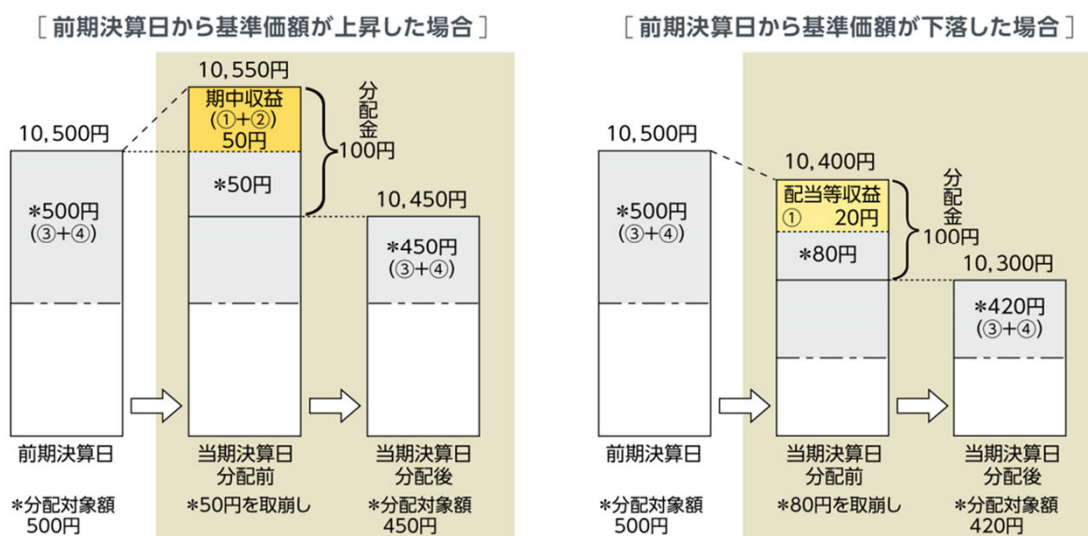 [前期決算日から基準価額が上昇した場合]
10,550円
期中収益
(①+②)
50円
分配金
100円
10,500円
*500円
(③+④)
*50円
10,450円
*450円
(③+④)
前期決算日
当期決算日
分配前
当期決算日
分配後
*分配対象額
500円
*50円を取崩し
*分配対象額
450円
[前期決算日から基準価額が下落した場合]
10,500円
*500円
(③+④)
10,400円
配当等収益
① 20円
分配金
100円
*80円
10,300円
*420円
(③+④)
前期決算日
当期決算日
分配前
当期決算日
分配後
*分配対象額
500円
*80円を取崩し
*分配対象額
420円